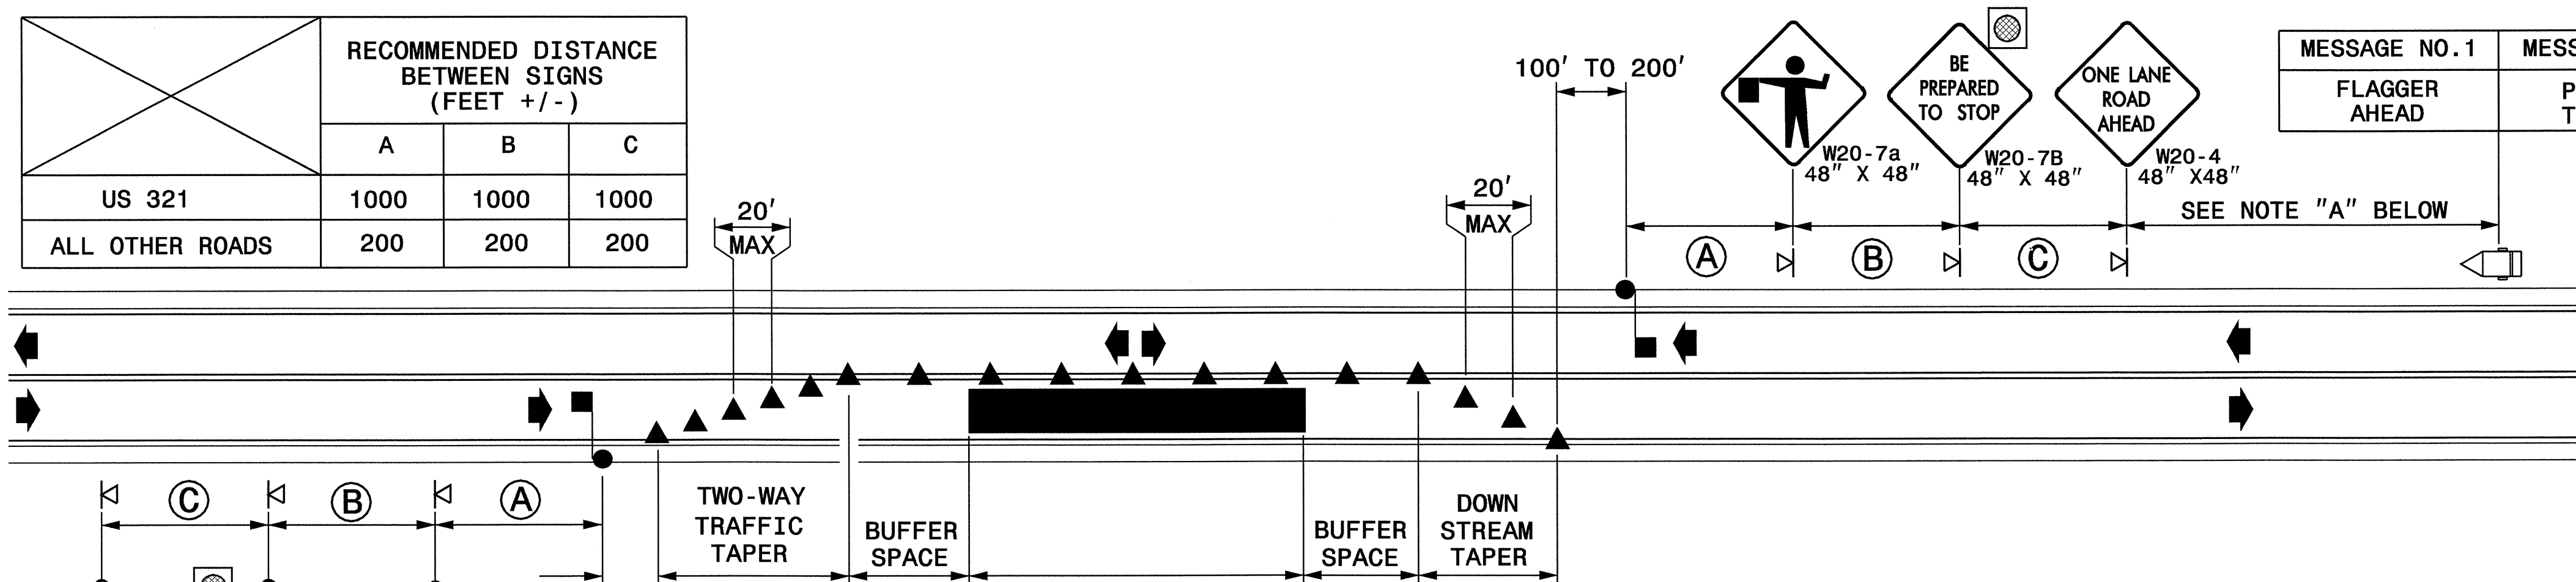 RECOMMENDED DISTANCE
BETWEEN SIGNS
(FEET +/-)
A B C
US 321 1000 1000 1000
ALL OTHER ROADS 200 200 200
20'
MAX
20'
MAX
100' TO 200'
W20-7a
48" X 48"
BE
PREPARED
TO STOP
W20-7B
48" X 48"
ONE LANE
ROAD
AHEAD
W20-4
48" X48"
MESSAGE NO.1
FLAGGER
AHEAD
MESS
P
T
SEE NOTE "A" BELOW
A B C
C B A
TWO-WAY
TRAFFIC
TAPER
BUFFER
SPACE
BUFFER
SPACE
DOWN
STREAM
TAPER